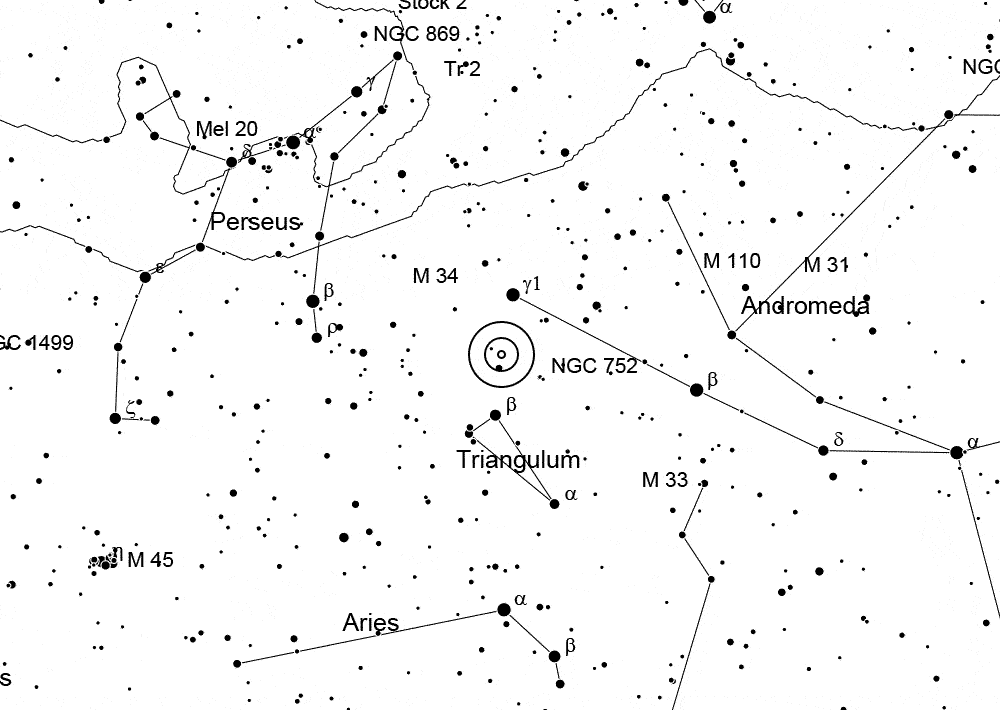 Stock 2
α
NGC 869
Tr 2
NGC
γ
Mel 20
α
δ
Perseus
ε
M 34
γ1
M 110
M 31
Andromeda
β
ρ
GC 1499
NGC 752
β
ζ
β
δ
α
Triangulum
M 33
α
η
M 45
Aries
α
β
s